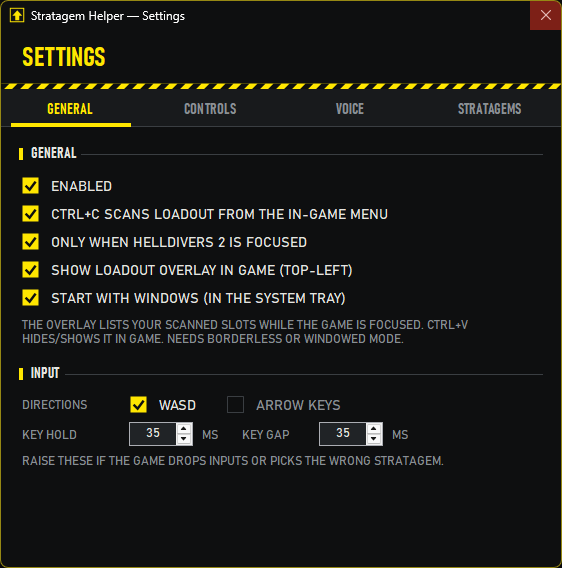 Stratagem Helper — Settings
SETTINGS
GENERAL CONTROLS VOICE STRATAGEMS
GENERAL
ENABLED
CTRL+C SCANS LOADOUT FROM THE IN-GAME MENU
ONLY WHEN HELLDIVERS 2 IS FOCUSED
SHOW LOADOUT OVERLAY IN GAME (TOP-LEFT)
START WITH WINDOWS (IN THE SYSTEM TRAY)
THE OVERLAY LISTS YOUR SCANNED SLOTS WHILE THE GAME IS FOCUSED. CTRL+V
HIDES/SHOWS IT IN GAME. NEEDS BORDERLESS OR WINDOWED MODE.
INPUT
DIRECTIONS WASD ARROW KEYS
KEY HOLD 35 MS KEY GAP 35 MS
RAISE THESE IF THE GAME DROPS INPUTS OR PICKS THE WRONG STRATAGEM.